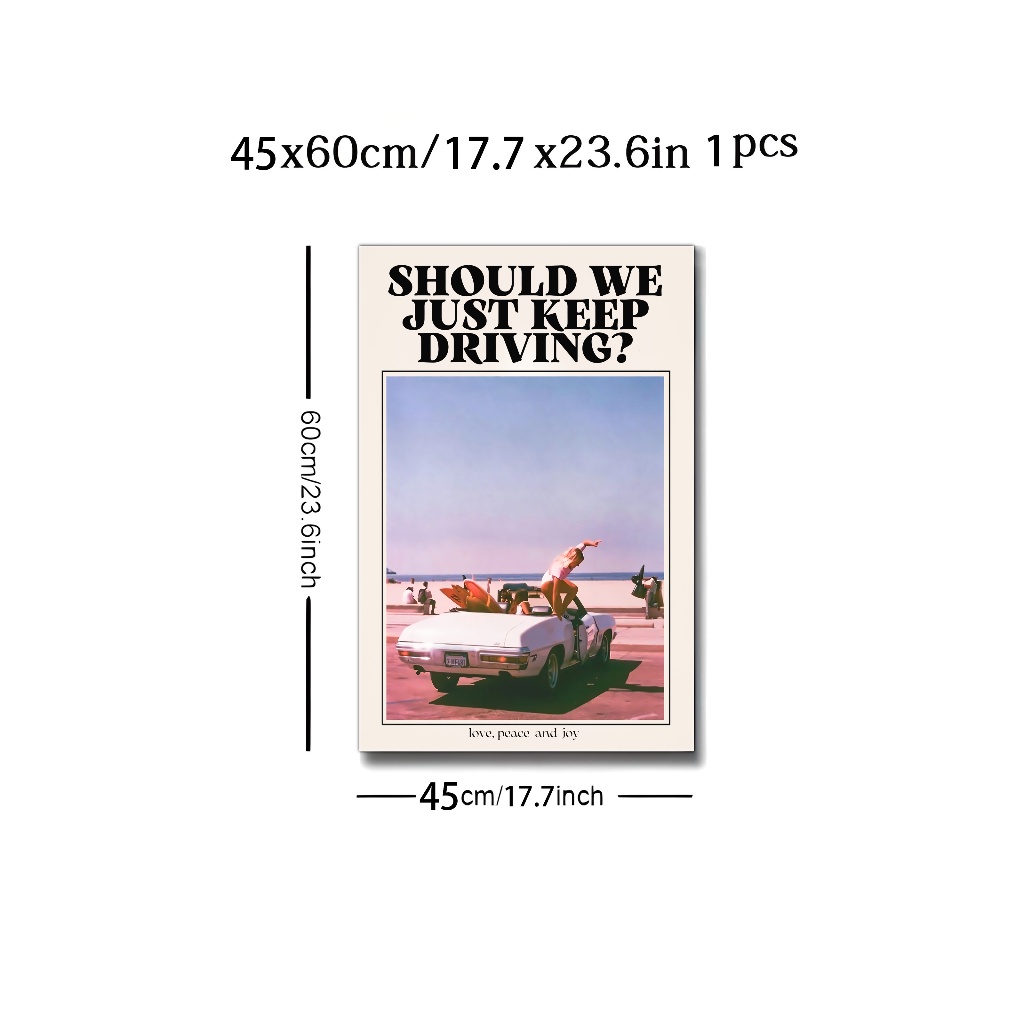 45x60cm/17.7 x23.6in 1pcs
SHOULD WE
JUST KEEP
DRIVING?
60cm/23.6inch
love, peace and joy
45cm/17.7inch